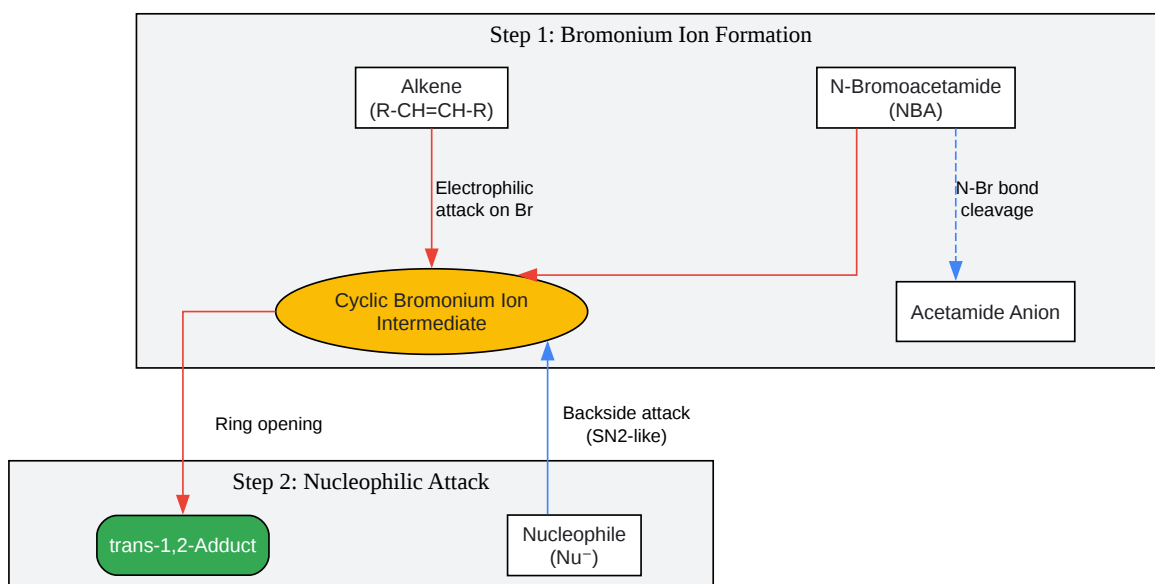 Step 1: Bromonium Ion Formation
Alkene
(R-CH=CH-R)
N-Bromoacetamide
(NBA)
Electrophilic
attack on Br
N-Br bond
cleavage
Cyclic Bromonium Ion
Intermediate
Acetamide Anion
Ring opening
Backside attack
(SN2-like)
Step 2: Nucleophilic Attack
trans-1,2-Adduct
Nucleophile
(Nu⁻)